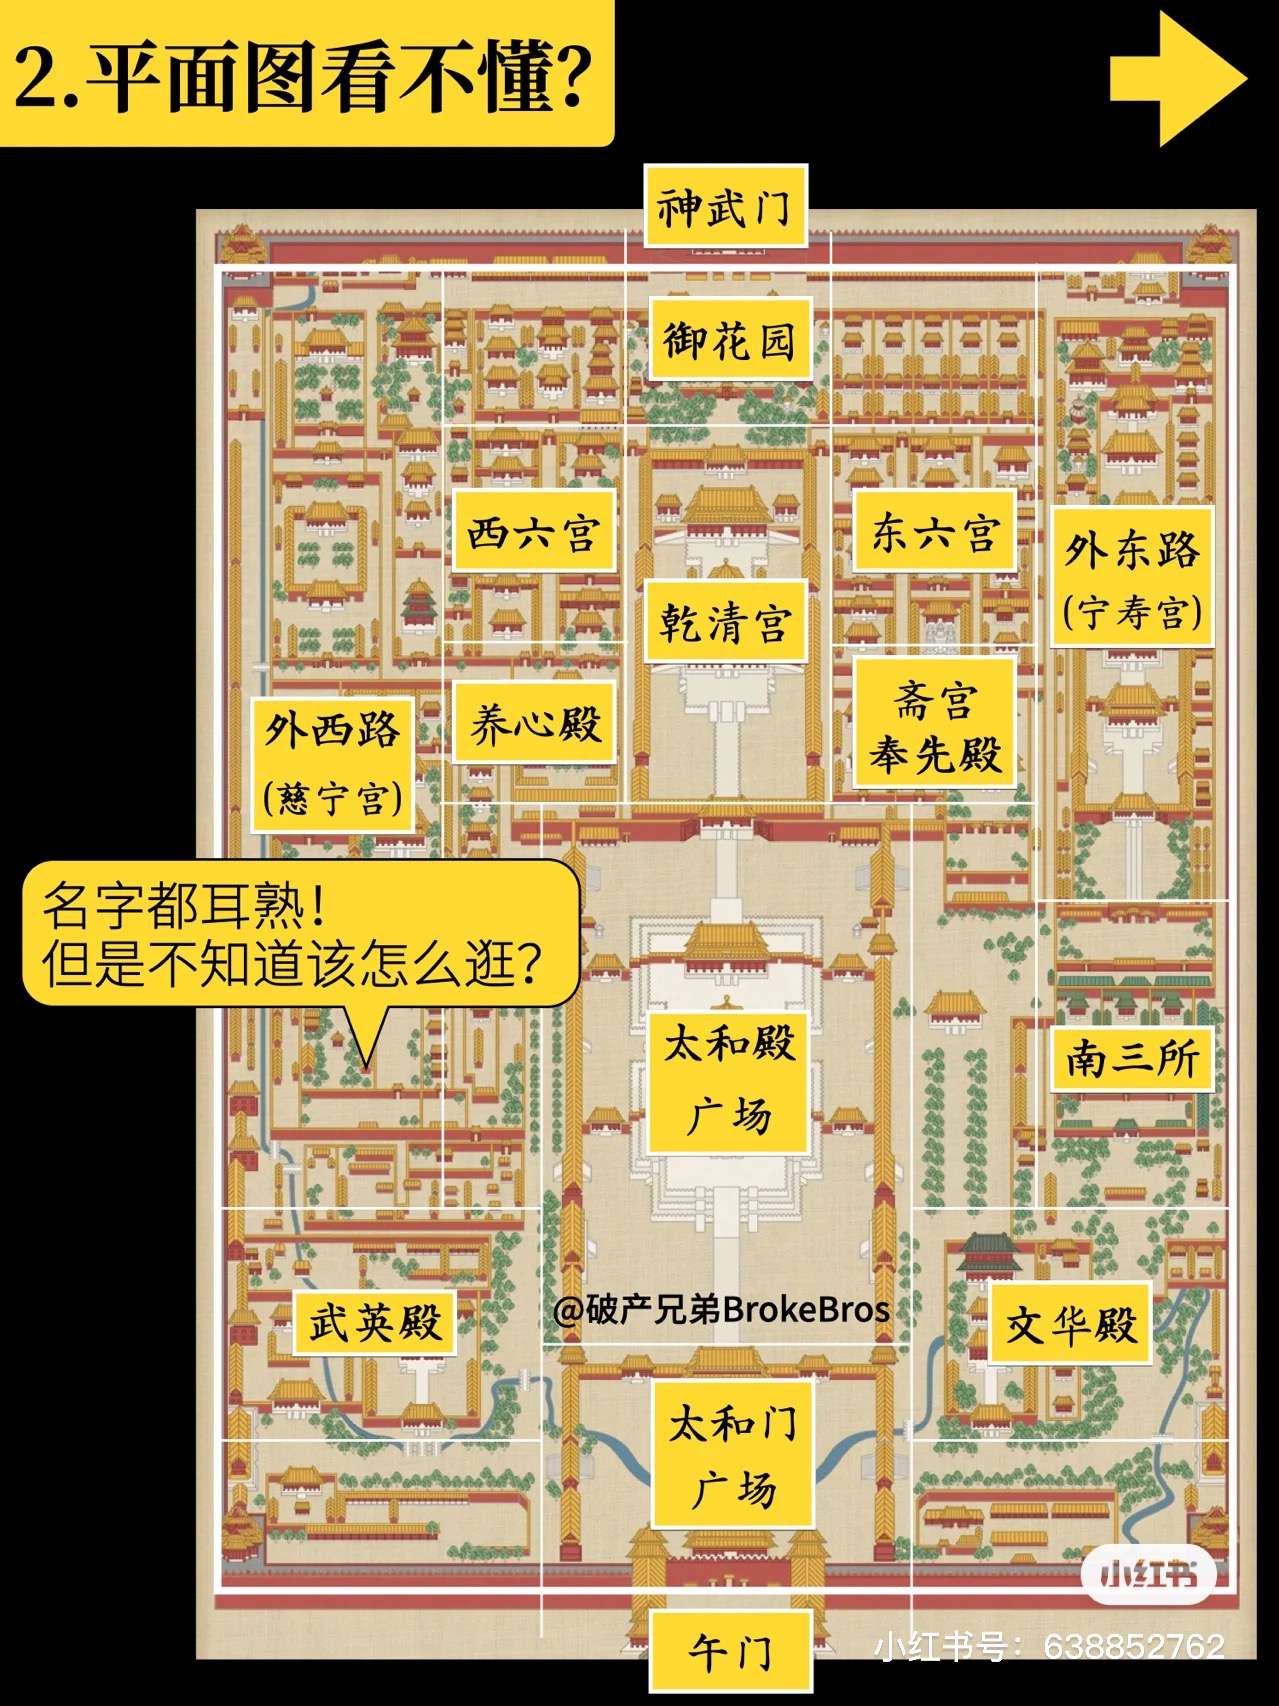 2.平面图看不懂?
神武门
御花园
西六宫
东六宫
外东路
(宁寿宫)
乾清宫
养心殿
斋宫
奉先殿
外西路
(慈宁宫)
名字都耳熟!
但是不知道该怎么逛?
太和殿
广场
南三所
@破产兄弟BrokeBros
武英殿
文华殿
太和门
广场
小红书
午门
小红书号：638852762